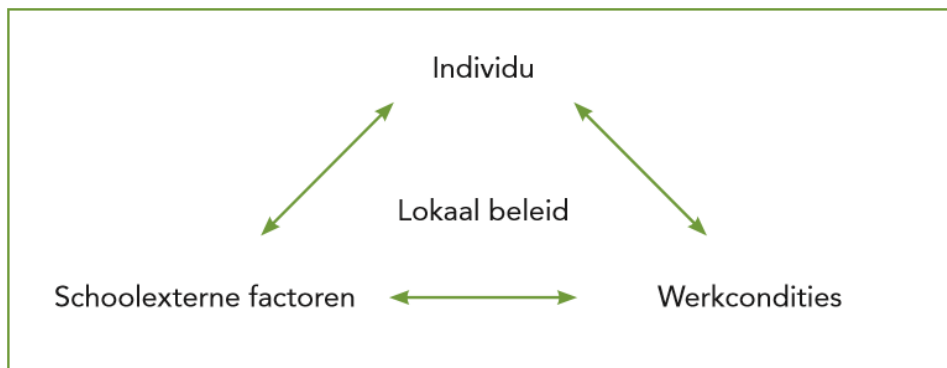 Individu
Lokaal beleid
Schoolexterne factoren
Werkcondities